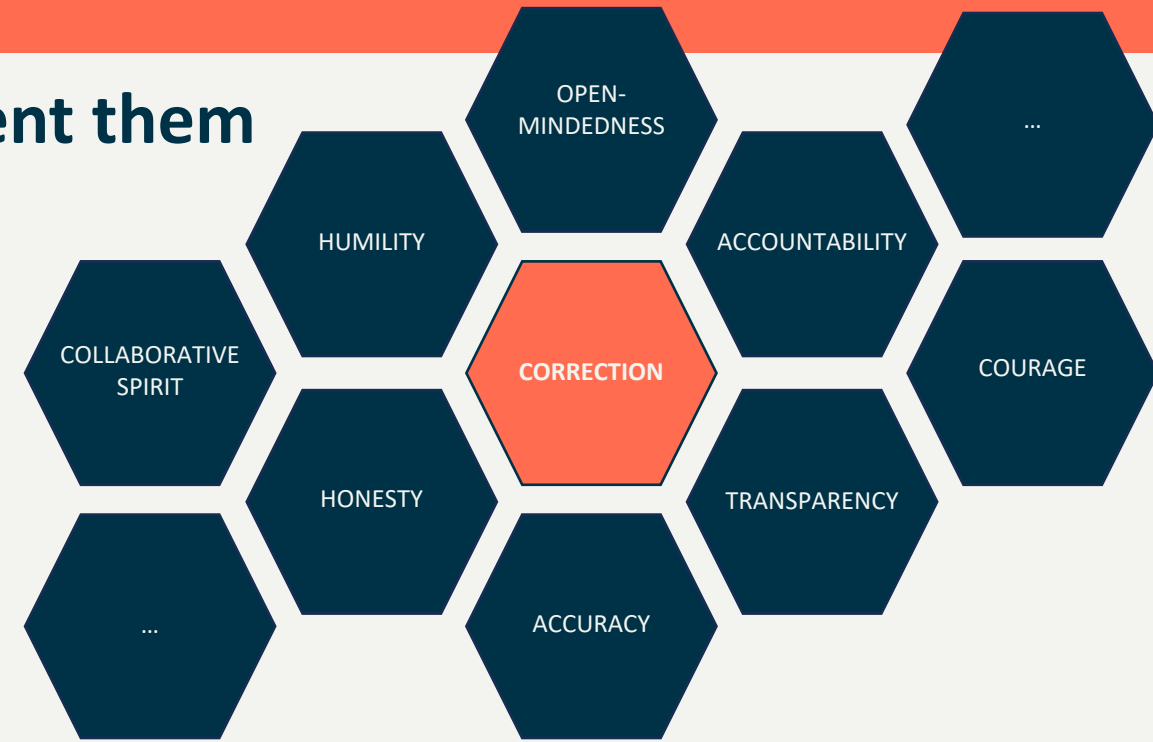 ent them
OPEN-
MINDEDNESS
...
HUMILITY
ACCOUNTABILITY
COLLABORATIVE
SPIRIT
CORRECTION
COURAGE
HONESTY
TRANSPARENCY
...
ACCURACY